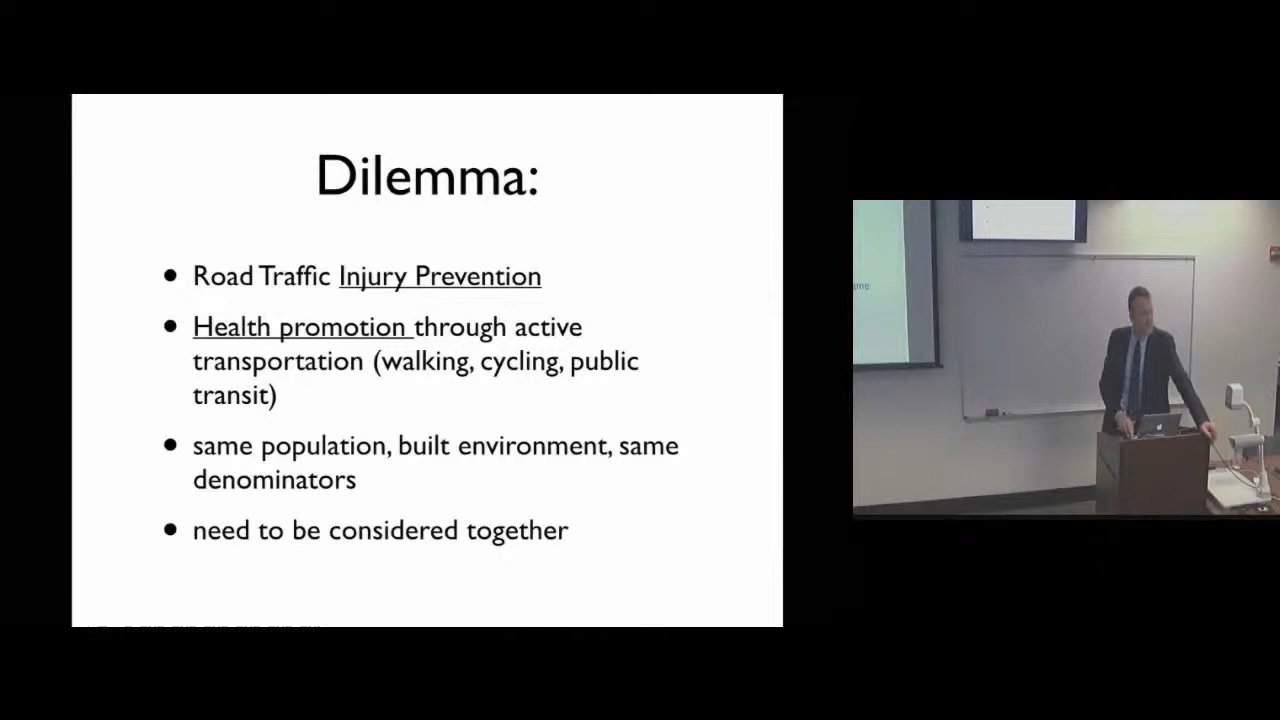 Dilemma:
• Road Traffic Injury Prevention
• Health promotion through active
transportation (walking, cycling, public
transit)
• same population, built environment, same
denominators
• need to be considered together